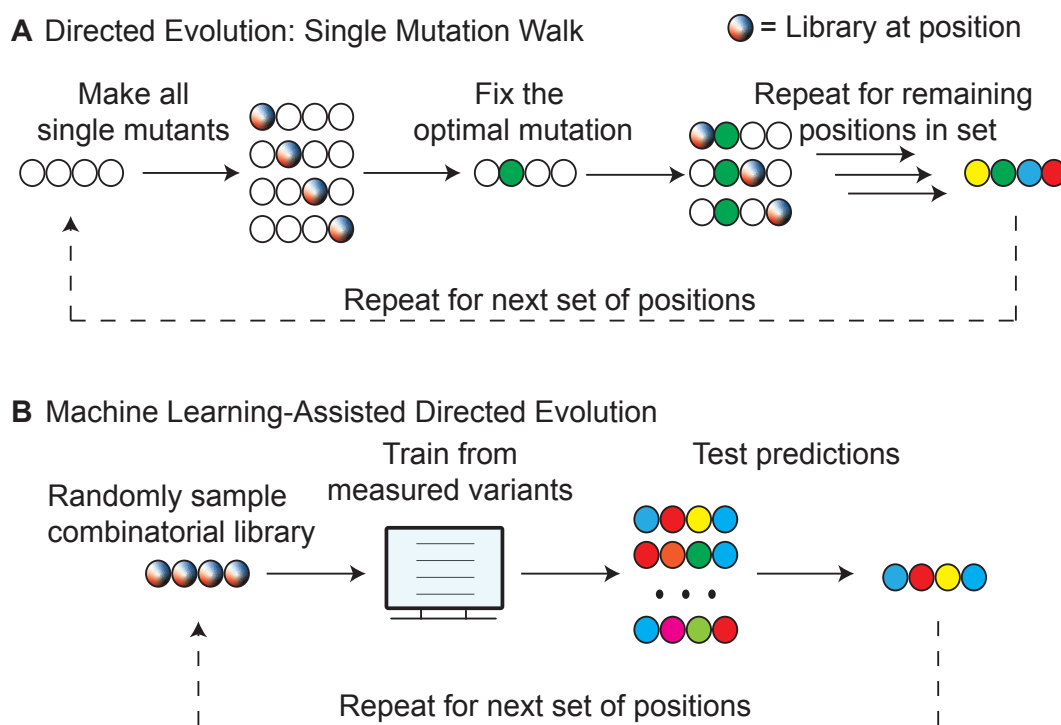 A Directed Evolution: Single Mutation Walk
= Library at position
Make all
single mutants
Fix the
optimal mutation
Repeat for remaining
positions in set
Repeat for next set of positions
B Machine Learning-Assisted Directed Evolution
Randomly sample
combinatorial library
Train from
measured variants
Test predictions
Repeat for next set of positions